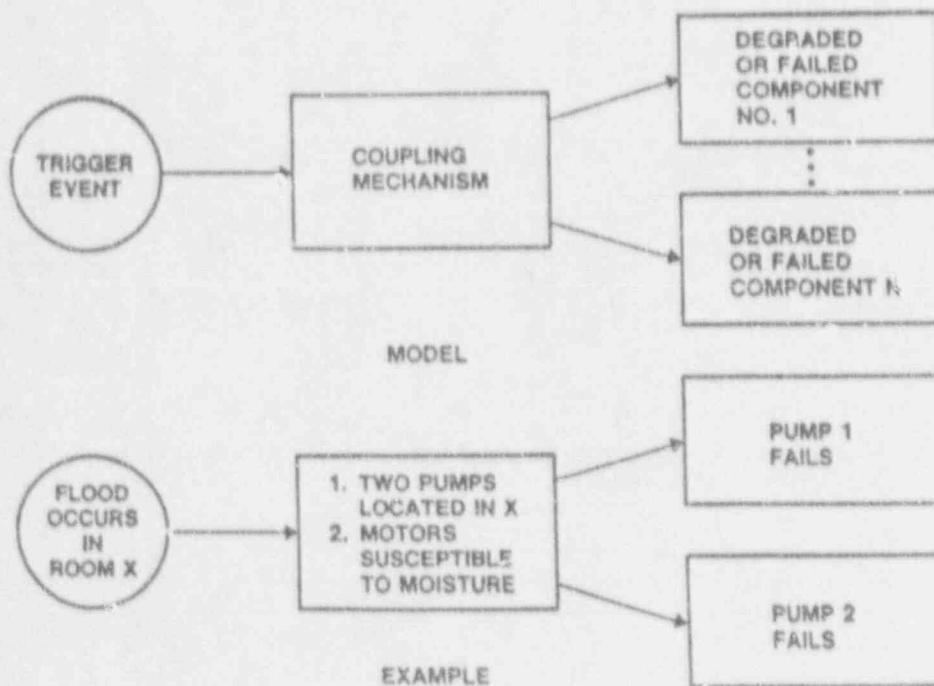 TRIGGER
EVENT
COUPLING
MECHANISM
DEGRADED
OR FAILED
COMPONENT
NO. 1
DEGRADED
OR FAILED
COMPONENT N
MODEL
FLOOD
OCCURS
IN
ROOM X
1. TWO PUMPS
LOCATED IN X
2. MOTORS
SUSCEPTIBLE
TO MOISTURE
PUMP 1
FAILS
PUMP 2
FAILS
EXAMPLE